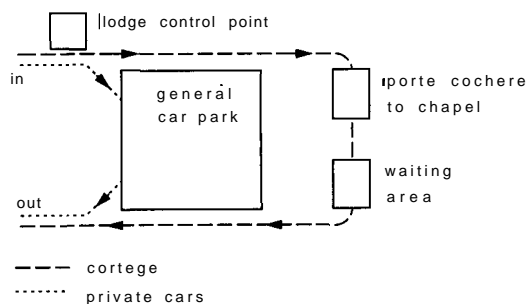 lodge control point
in
general
car park
porte cochere
to chapel
waiting
area
out
cortege
private cars